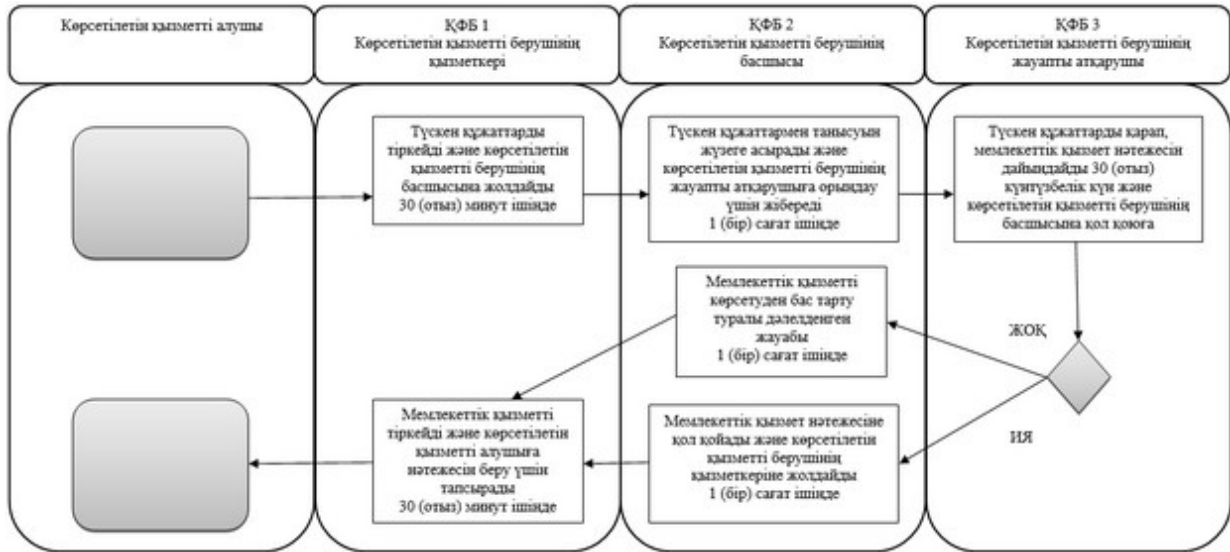 Көрсетілетін қызметті алушы
ҚФБ 1
Көрсетілетін қызметті берушінің
қызметкері
ҚФБ 2
Көрсетілетін қызметті берушінің
басшысы
ҚФБ 3
Көрсетілетін қызметті берушінің
жауапты атқарушы
Түскен құжаттарды
тіркейді және көрсетілетін
қызметті берушінің
басшысына жолдайды
30 (отыз) минут ішінде
Түскен құжаттармен танысуын
жүзеге асырады және
көрсетілетін қызметті берушінің
жауапты атқарушыға орындау
үшін жібереді
1 (бір) сағат ішінде
Түскен құжаттарды қарап,
мемлекеттік қызмет нәтежесін
дайындайды 30 (отыз)
күнтүзбелік күн және
көрсетілетін қызметті берушінің
басшысына қол қоюға
Мемлекеттік қызметті
көрсетуден бас тарту
туралы дәлелденген
жауабы
1 (бір) сағат ішінде
ЖОҚ
Мемлекеттік қызметті
тіркейді және көрсетілетін
қызметті алушыға
нәтежесін беру үшін
тапсырады
30 (отыз) минут ішінде
Мемлекеттік қызмет нәтежесіне
қол қойады және көрсетілетін
қызметті берушінің
қызметкеріне жолдайды
1 (бір) сағат ішінде
ИЯ